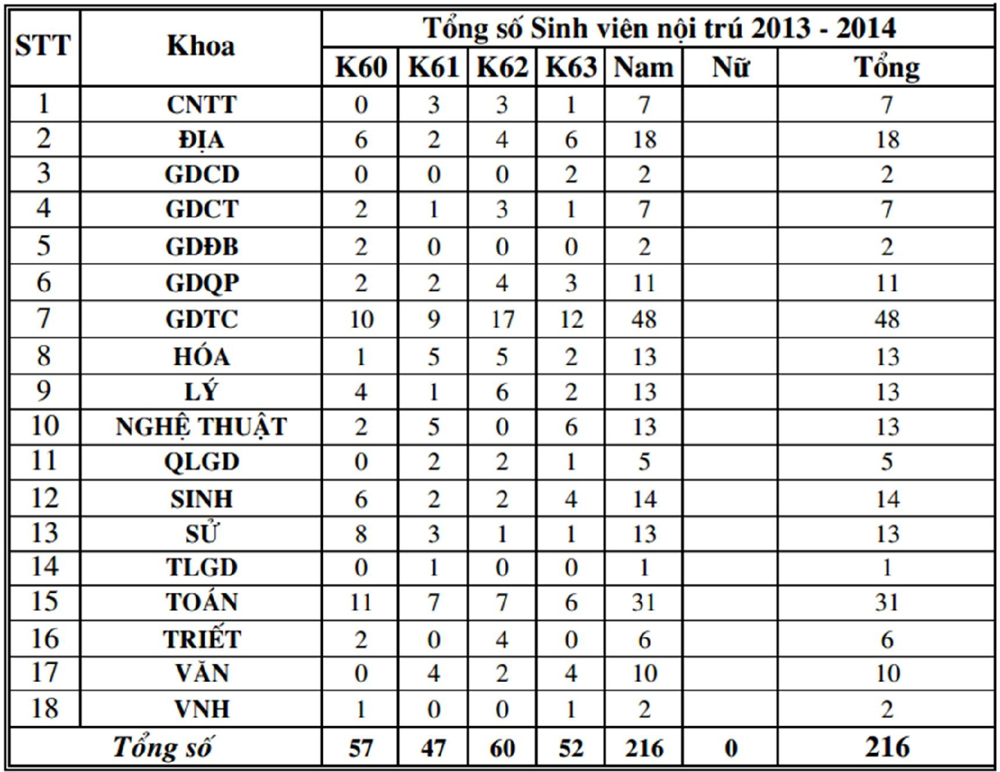 STT Khoa Tổng số Sinh viên nội trú 2013 - 2014
K60 K61 K62 K63 Nam Nữ Tổng
1 CNTT 0 3 3 1 7 7
2 ĐỊA 6 2 4 6 18 18
3 GDCD 0 0 0 2 2 2
4 GDCT 2 1 3 1 7 7
5 GDĐB 2 0 0 0 2 2
6 GDQP 2 2 4 3 11 11
7 GDTC 10 9 17 12 48 48
8 HÓA 1 5 5 2 13 13
9 LÝ 4 1 6 2 13 13
10 NGHỆ THUẬT 2 5 0 6 13 13
11 QLGD 0 2 2 1 5 5
12 SINH 6 2 2 4 14 14
13 SỬ 8 3 1 1 13 13
14 TLGD 0 1 0 0 1 1
15 TOÁN 11 7 7 6 31 31
16 TRIẾT 2 0 4 0 6 6
17 VĂN 0 4 2 4 10 10
18 VNH 1 0 0 1 2 2
Tổng số 57 47 60 52 216 0 216